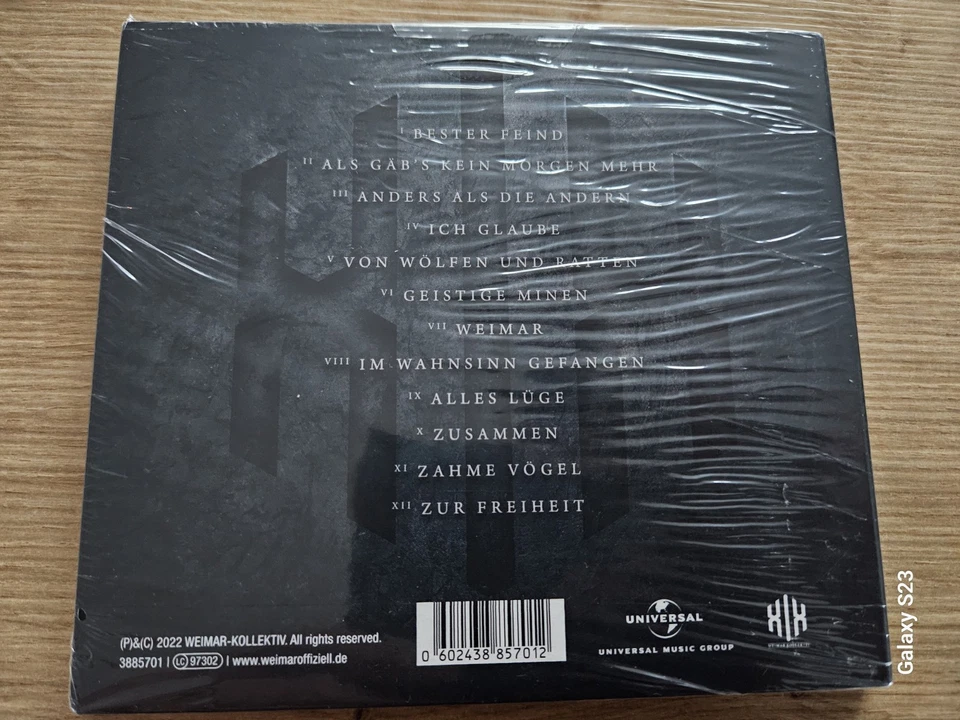 I BESTER FEIND
II ALS GÄB'S KEIN MORGEN MEHR
III ANDERS ALS DIE ANDERN
IV ICH GLAUBE
V VON WÖLFEN UND RATTEN
VI GEISTIGE MINEN
VII WEIMAR
VIII IM WAHNSINN GEFANGEN
IX ALLES LÜGE
X ZUSAMMEN
XI ZAHME VÖGEL
XII ZUR FREIHEIT
(P)&(C) 2022 WEIMAR-KOLLEKTIV. All rights reserved.
3885701 | LC 97302 | www.weimaroffiziell.de
0 602438 857012
UNIVERSAL
UNIVERSAL MUSIC GROUP
Galaxy S23